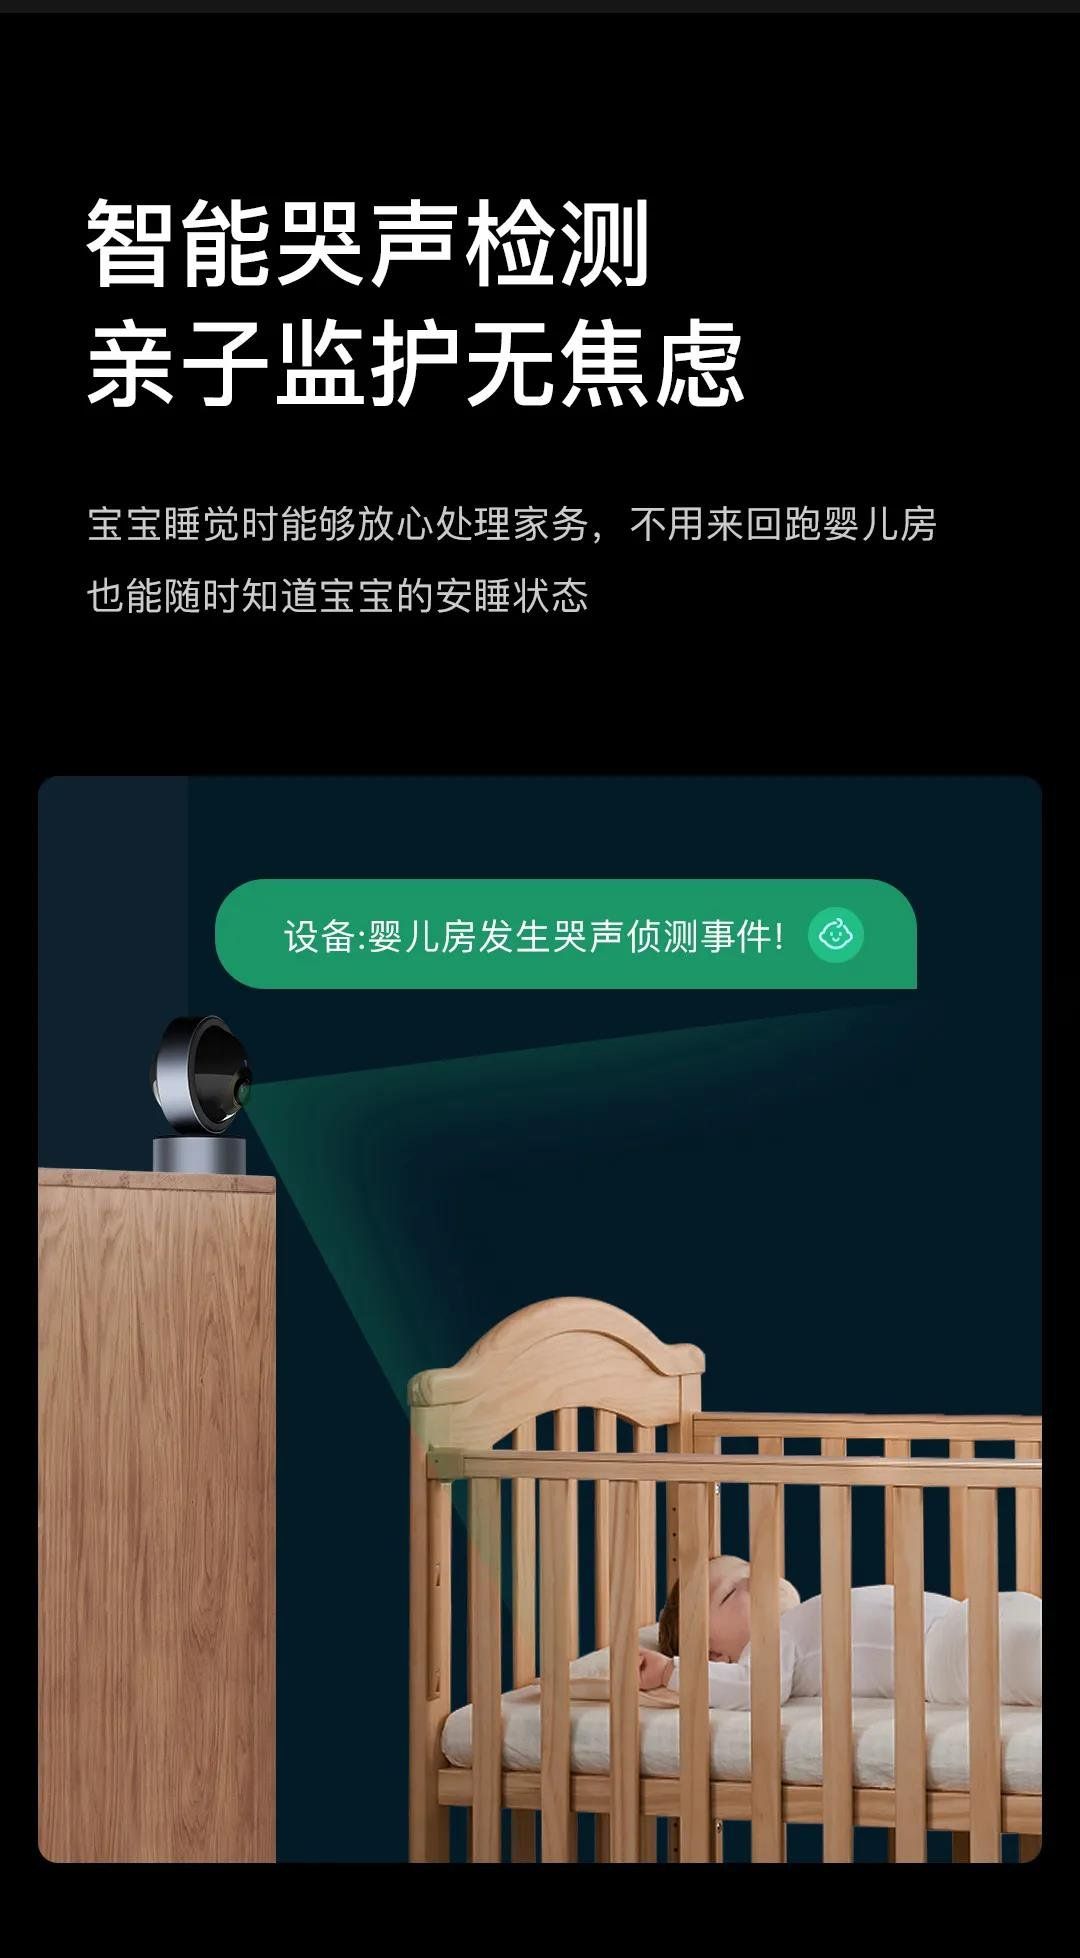 智能哭声检测
亲子监护无焦虑
宝宝睡觉时能够放心处理家务，不用来回跑婴儿房
也能随时知道宝宝的安睡状态
设备:婴儿房发生哭声侦测事件!